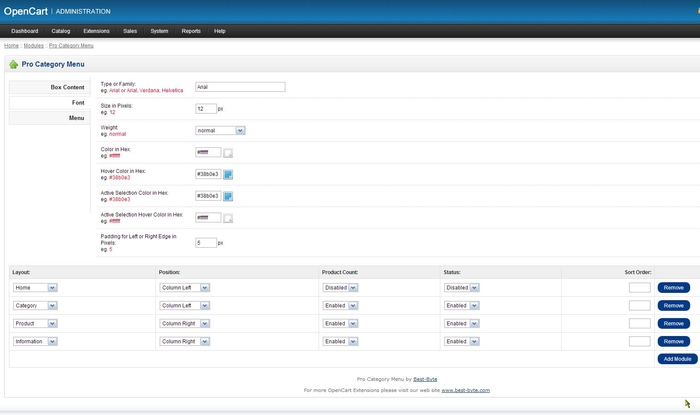 OpenCart | ADMINISTRATION
Dashboard Catalog Extensions Sales System Reports Help
Home :: Modules :: Pro Category Menu
Pro Category Menu
Box Content
Font
Menu
Type or Family:
eg. Arial or Arial, Verdana, Helvetica
Arial
Size in Pixels:
eg. 12
12 px
Weight:
eg. normal
normal
Color in Hex:
eg. #ffffff
#ffffff
Hover Color in Hex:
eg. #38b0e3
#38b0e3
Active Selection Color in Hex:
eg. #38b0e3
#38b0e3
Active Selection Hover Color in Hex:
eg. #ffffff
#ffffff
Padding for Left or Right Edge in
Pixels:
eg. 5
5 px
Layout: Position: Product Count: Status: Sort Order:
Home Column Left Disabled Disabled Remove
Category Column Left Enabled Enabled Remove
Product Column Right Enabled Enabled Remove
Information Column Right Enabled Enabled Remove
Add Module
Pro Category Menu by Best-Byte
For more OpenCart Extensions please visit our web site www.best-byte.com